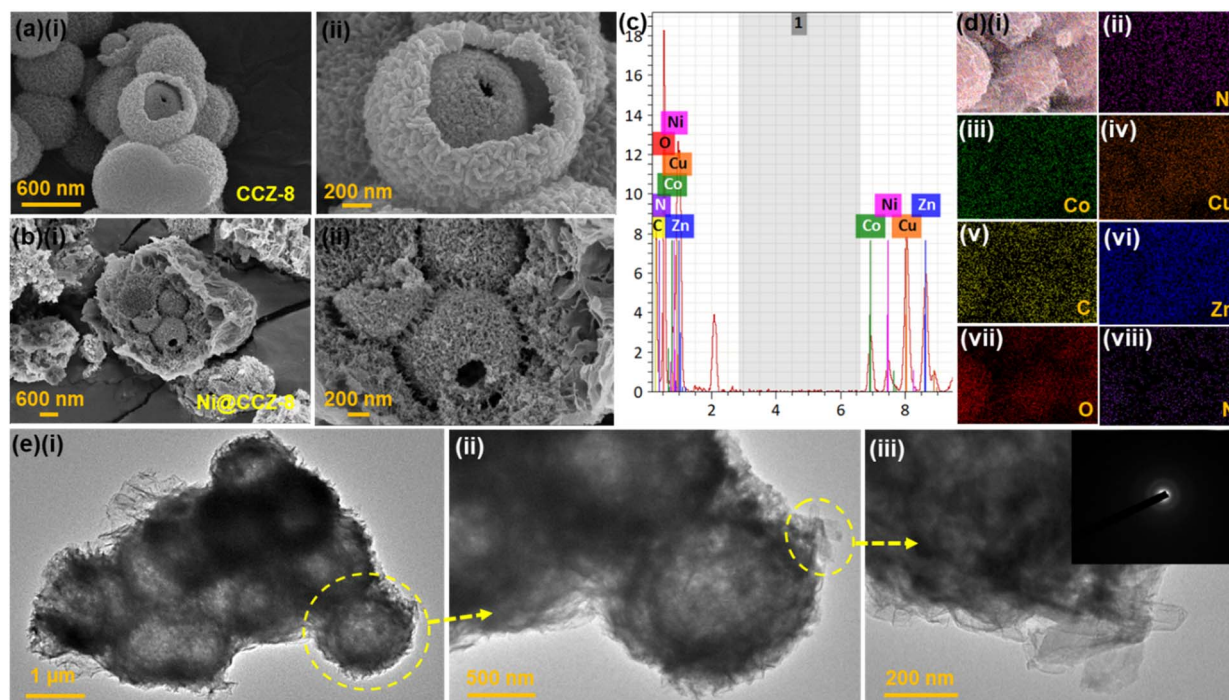 (a)(i)
CCZ-8
600 nm
(ii)
200 nm
(b)(i)
Ni@CCZ-8
600 nm
(ii)
200 nm
(c)
1
18
16
14
12
10
8
6
4
2
0
Ni
O
Cu
Co
N
C
Zn
Co
Ni
Cu
Zn
2
4
6
8
(d)(i)
(ii)
(iii)
Co
(iv)
(v)
C
(vi)
Zn
(vii)
O
(viii)
(e)(i)
1 µm
(ii)
500 nm
(iii)
200 nm